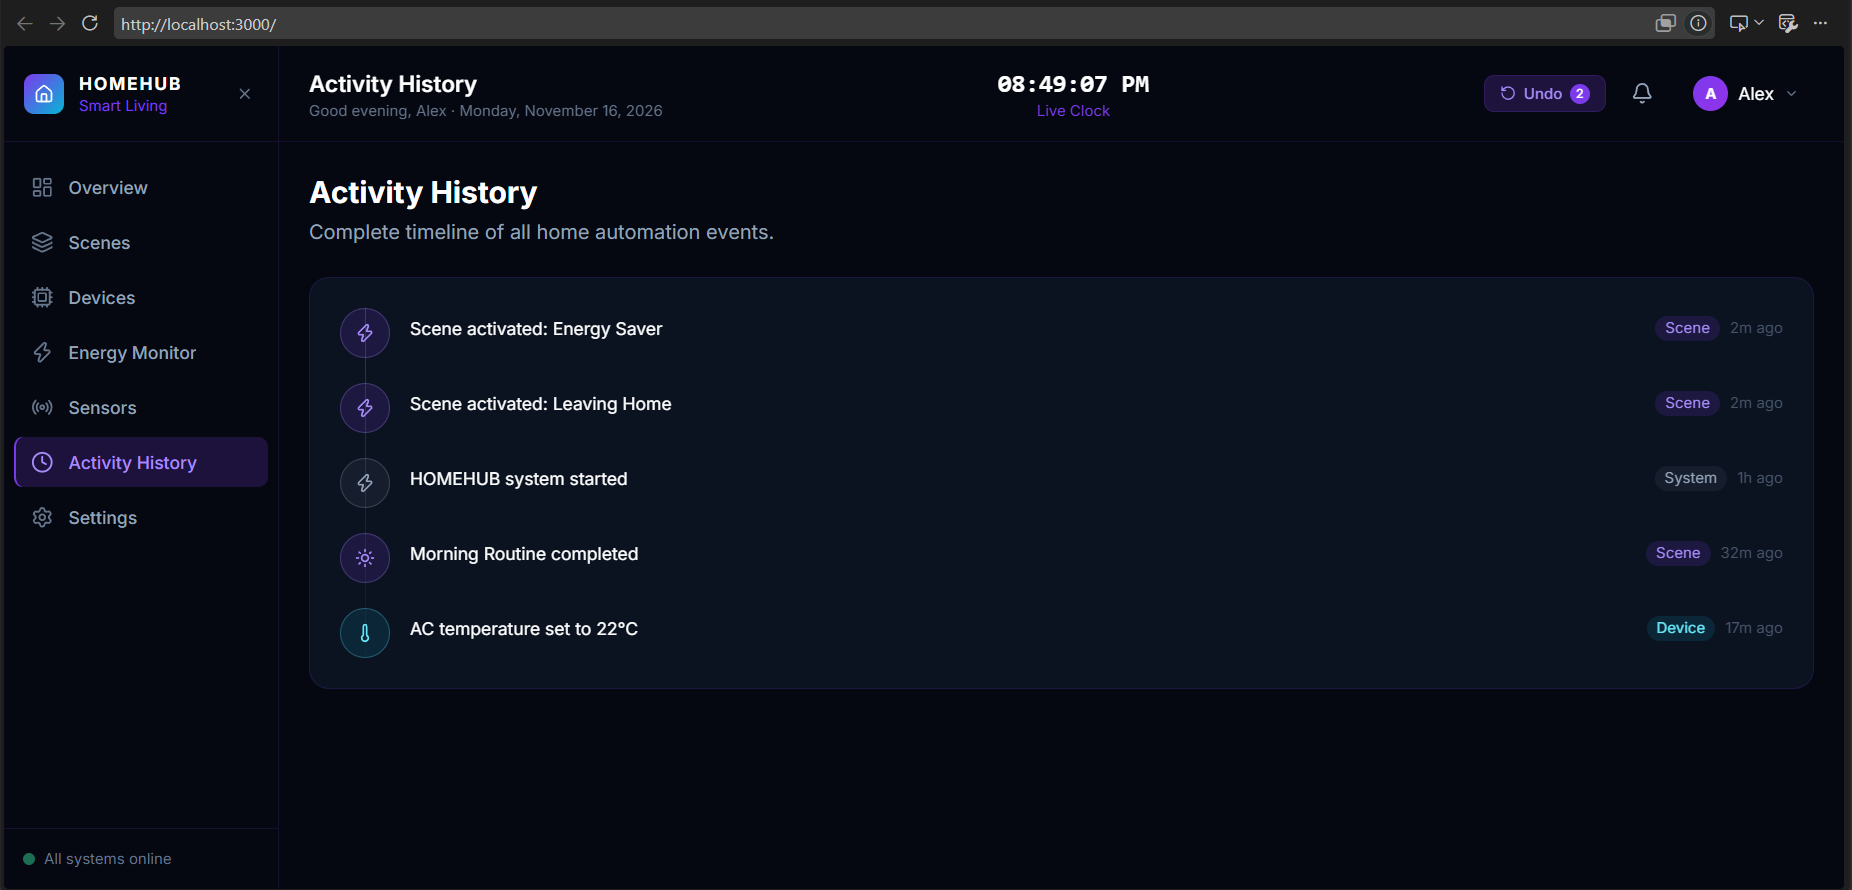 http://localhost:3000/
HOMEHUB
Smart Living
Activity History
Good evening, Alex · Monday, November 16, 2026
08:49:07 PM
Live Clock
Undo 2
A Alex
Overview
Scenes
Devices
Energy Monitor
Sensors
Activity History
Settings
All systems online
Activity History
Complete timeline of all home automation events.
Scene activated: Energy Saver Scene 2m ago
Scene activated: Leaving Home Scene 2m ago
HOMEHUB system started System 1h ago
Morning Routine completed Scene 32m ago
AC temperature set to 22°C Device 17m ago